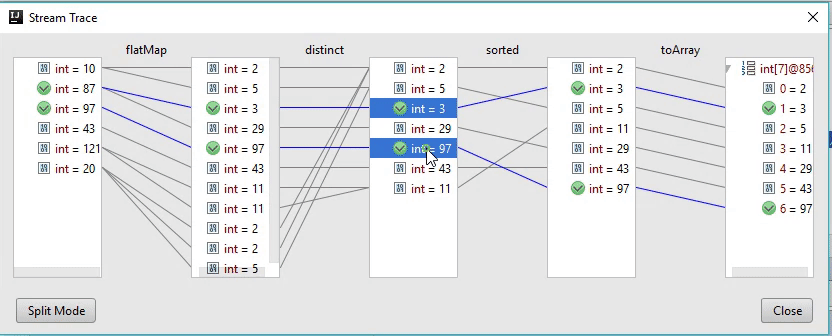 Stream Trace
flatMap distinct sorted toArray
int = 10
int = 87
int = 97
int = 43
int = 121
int = 20
int = 2
int = 5
int = 3
int = 29
int = 97
int = 43
int = 11
int = 11
int = 2
int = 2
int = 5
int = 2
int = 5
int = 3
int = 29
int = 97
int = 43
int = 11
int = 2
int = 3
int = 5
int = 11
int = 29
int = 43
int = 97
int[7]@856
0 = 2
1 = 3
2 = 5
3 = 11
4 = 29
5 = 43
6 = 97
Split Mode
Close